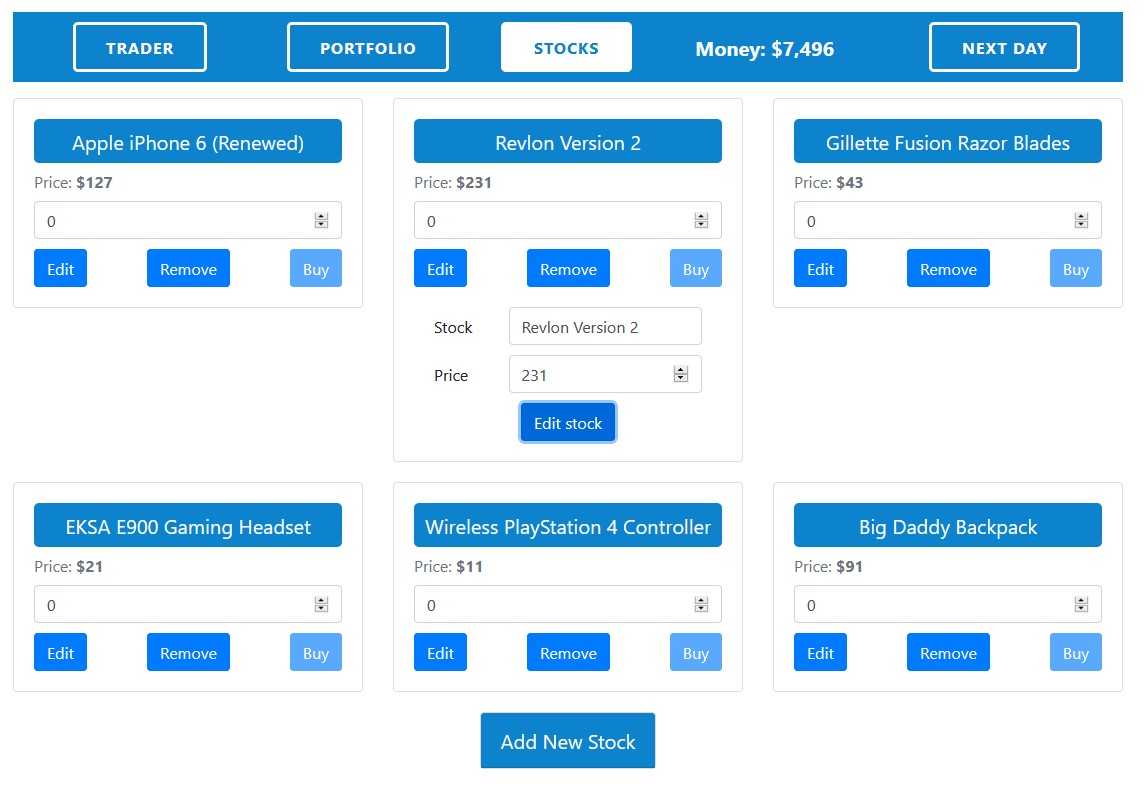 TRADER PORTFOLIO STOCKS Money: $7,496 NEXT DAY
Apple iPhone 6 (Renewed)
Price: $127
0
Edit Remove Buy
Revlon Version 2
Price: $231
0
Edit Remove Buy
Stock Revlon Version 2
Price 231
Edit stock
Gillette Fusion Razor Blades
Price: $43
0
Edit Remove Buy
EKSA E900 Gaming Headset
Price: $21
0
Edit Remove Buy
Wireless PlayStation 4 Controller
Price: $11
0
Edit Remove Buy
Big Daddy Backpack
Price: $91
0
Edit Remove Buy
Add New Stock